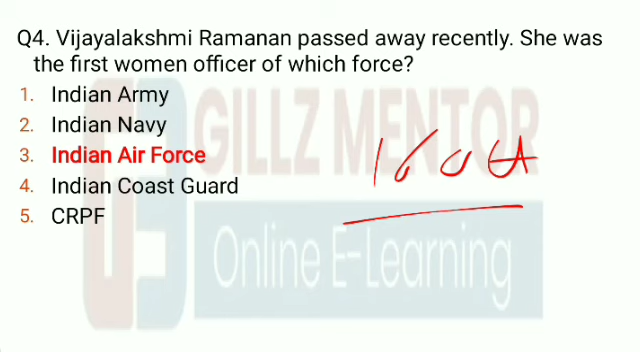 Q4. Vijayalakshmi Ramanan passed away recently. She was
the first women officer of which force?
1. Indian Army
2. Indian Navy
3. Indian Air Force
4. Indian Coast Guard
5. CRPF
GILLZ MENTOR
Online E-Learning